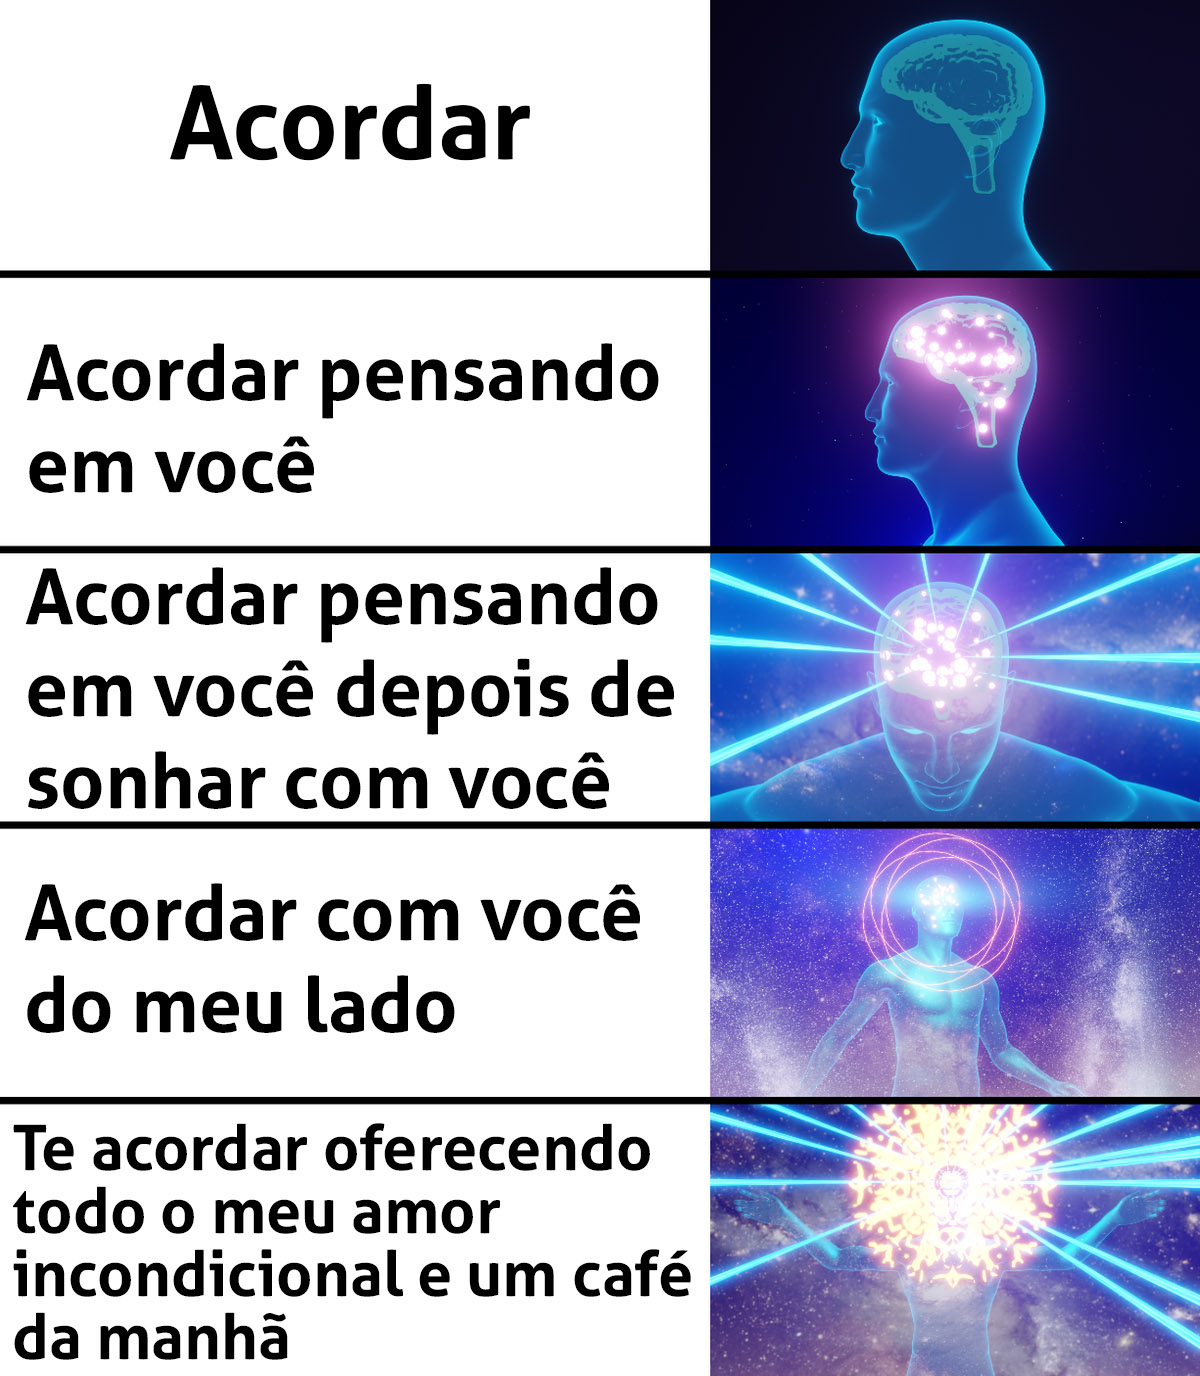 Acordar
Acordar pensando
em você
Acordar pensando
em você depois de
sonhar com você
Acordar com você
do meu lado
Te acordar oferecendo
todo o meu amor
incondicional e um café
da manhã